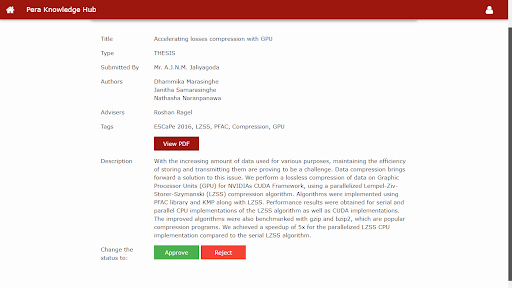 Pera Knowledge Hub
Title Accelerating losses compression with GPU
Type THESIS
Submitted By Mr. A.J.N.M. Jaliyagoda
Authors Dhammika Marasinghe
Janitha Samarasinghe
Nathasha Naranpanawa
Advisers Roshan Ragel
Tags ESCaPe 2016, LZSS, PFAC, Compression, GPU
View PDF
Description With the increasing amount of data used for various purposes, maintaining the efficiency
of storing and transmitting them are proving to be a challenge. Data compression brings
forward a solution to this issue. We perform a lossless compression of data on Graphic
Processor Units (GPU) for NVIDIAs CUDA Framework, using a parallelized Lempel-Ziv-
Storer-Szymanski (LZSS) compression algorithm. Algorithms were implemented using
PFAC library and KMP along with LZSS. Performance results were obtained for serial and
parallel CPU implementations of the LZSS algorithm as well as CUDA implementations.
The improved algorithms were also benchmarked with gzip and bzip2, which are popular
compression programs. We achieved a speedup of 5x for the parallelized LZSS CPU
implementation compared to the serial LZSS algorithm.
Change the
status to: Approve Reject